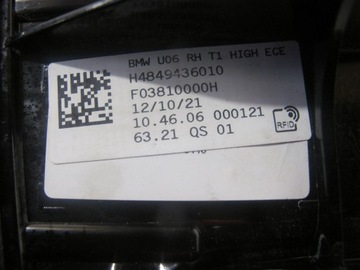 BMW U06 RH T1 HIGH ECE
H4849436010
F03810000H
12/10/21
10.46.06 000121
63.21 QS 01
RFID